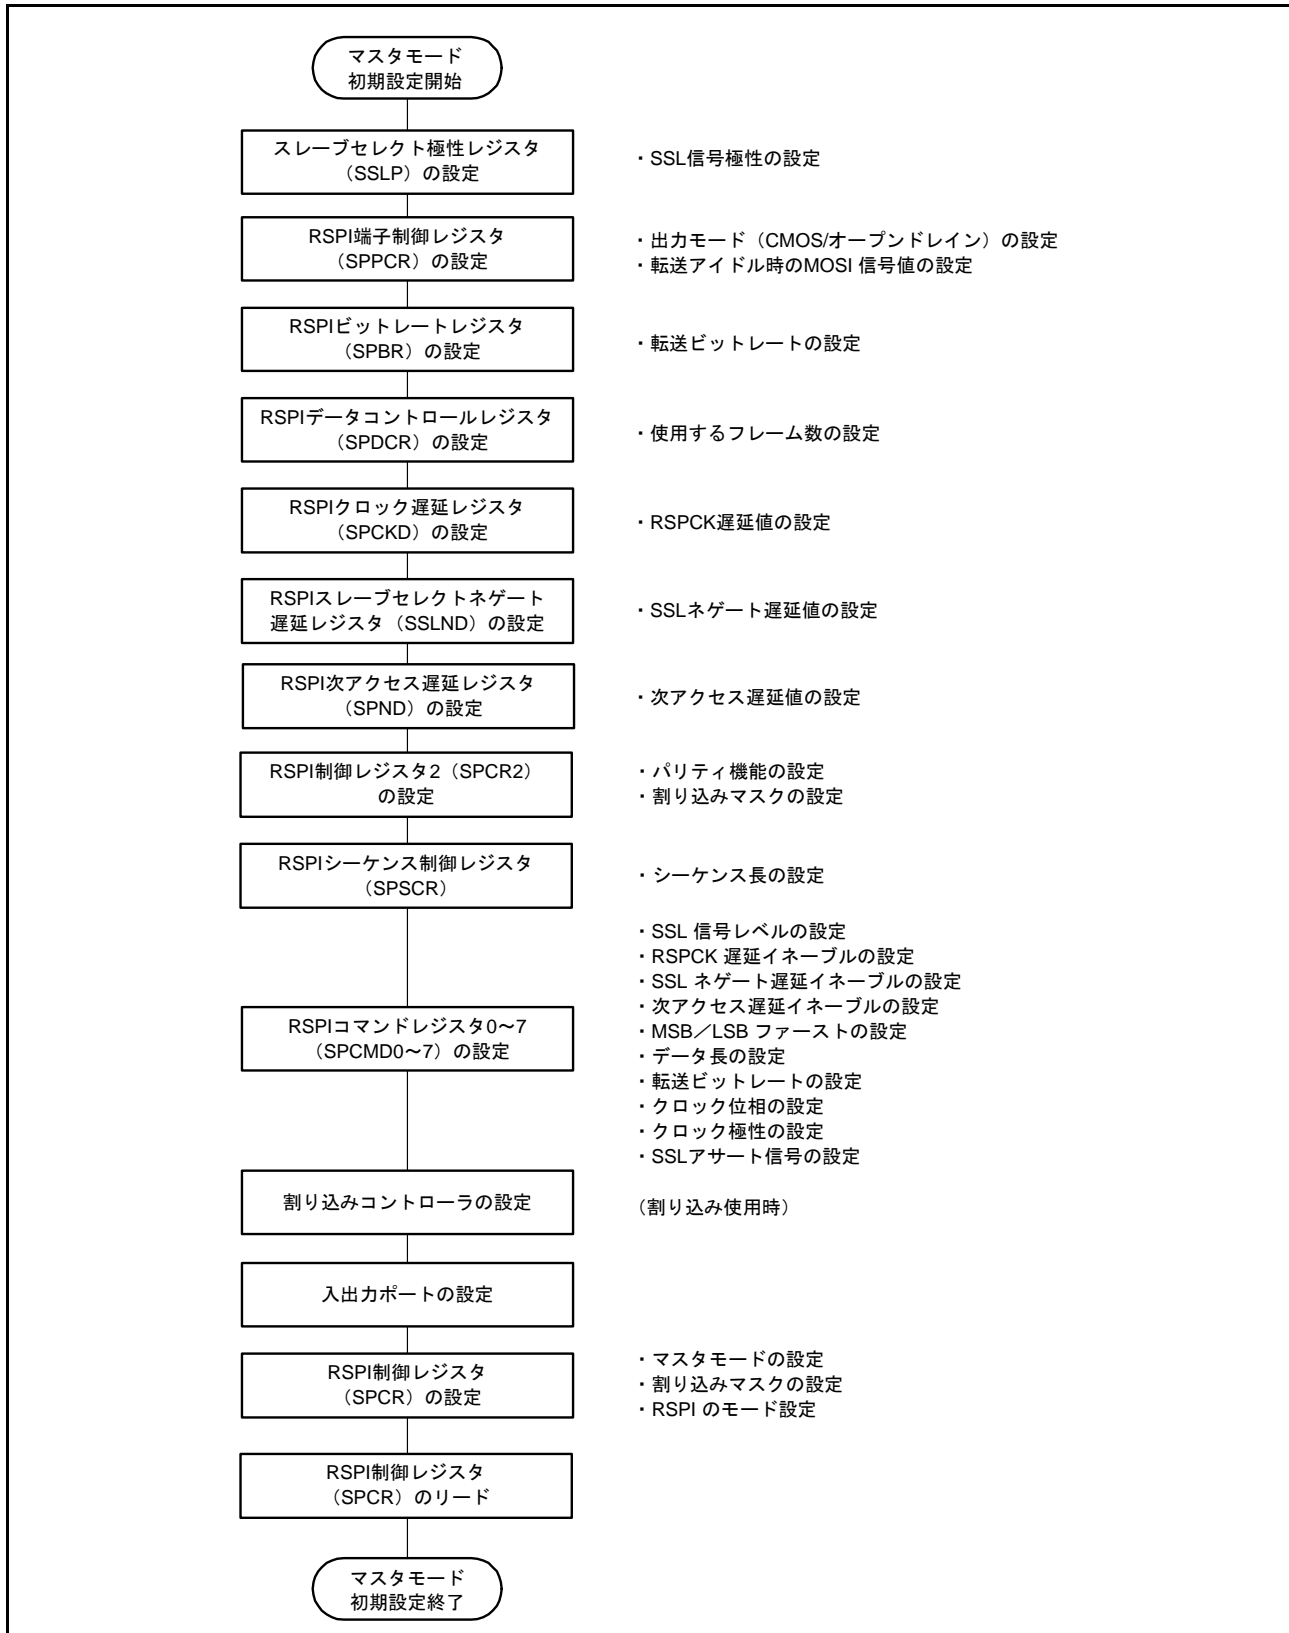 マスタモード
初期設定開始
スレーブセレクト極性レジスタ
（SSLP）の設定
・SSL信号極性の設定
RSPI端子制御レジスタ
（SPPCR）の設定
・出力モード（CMOS/オープンドレイン）の設定
・転送アイドル時のMOSI 信号値の設定
RSPIビットレートレジスタ
（SPBR）の設定
・転送ビットレートの設定
RSPIデータコントロールレジスタ
（SPDCR）の設定
・使用するフレーム数の設定
RSPIクロック遅延レジスタ
（SPCKD）の設定
・RSPCK遅延値の設定
RSPIスレーブセレクトネゲート
遅延レジスタ（SSLND）の設定
・SSLネゲート遅延値の設定
RSPI次アクセス遅延レジスタ
（SPND）の設定
・次アクセス遅延値の設定
RSPI制御レジスタ2（SPCR2）
の設定
・パリティ機能の設定
・割り込みマスクの設定
RSPIシーケンス制御レジスタ
（SPSCR）
・シーケンス長の設定
RSPIコマンドレジスタ0～7
（SPCMD0～7）の設定
・SSL 信号レベルの設定
・RSPCK 遅延イネーブルの設定
・SSL ネゲート遅延イネーブルの設定
・次アクセス遅延イネーブルの設定
・MSB／LSB ファーストの設定
・データ長の設定
・転送ビットレートの設定
・クロック位相の設定
・クロック極性の設定
・SSLアサート信号の設定
割り込みコントローラの設定
（割り込み使用時）
入出力ポートの設定
RSPI制御レジスタ
（SPCR）の設定
・マスタモードの設定
・割り込みマスクの設定
・RSPI のモード設定
RSPI制御レジスタ
（SPCR）のリード
マスタモード
初期設定終了